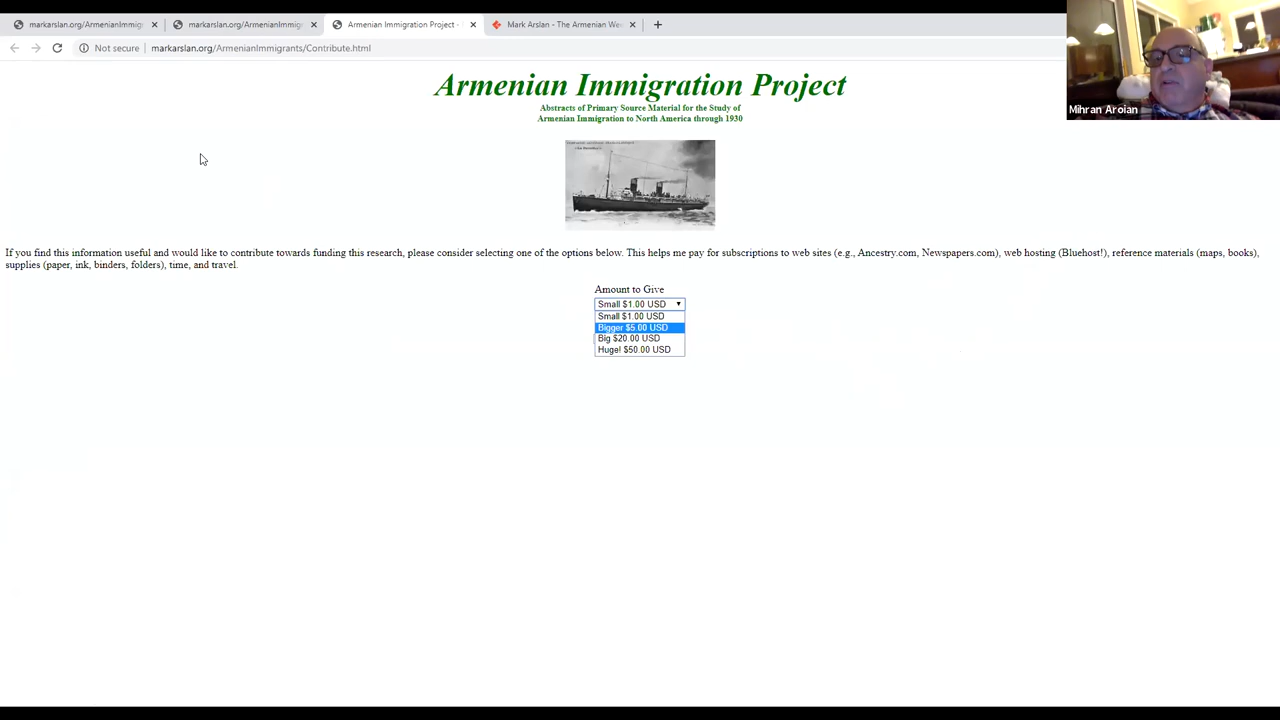 markarslan.org/ArmenianImmig
markarslan.org/ArmenianImmig
Armenian Immigration Project -
Mark Arslan - The Armenian We
Not secure
markarslan.org/ArmenianImmigrants/Contribute.html
Mihran Aroian
Armenian Immigration Project
Abstracts of Primary Source Material for the Study of
Armenian Immigration to North America through 1930
If you find this information useful and would like to contribute towards funding this research, please consider selecting one of the options below. This helps me pay for subscriptions to web sites (e.g., Ancestry.com, Newspapers.com), web hosting (Bluehost!), reference materials (maps, books),
supplies (paper, ink, binders, folders), time, and travel.
Amount to Give
Small $1.00 USD
Small $1.00 USD
Bigger $5.00 USD
Big $20.00 USD
Huge! $50.00 USD